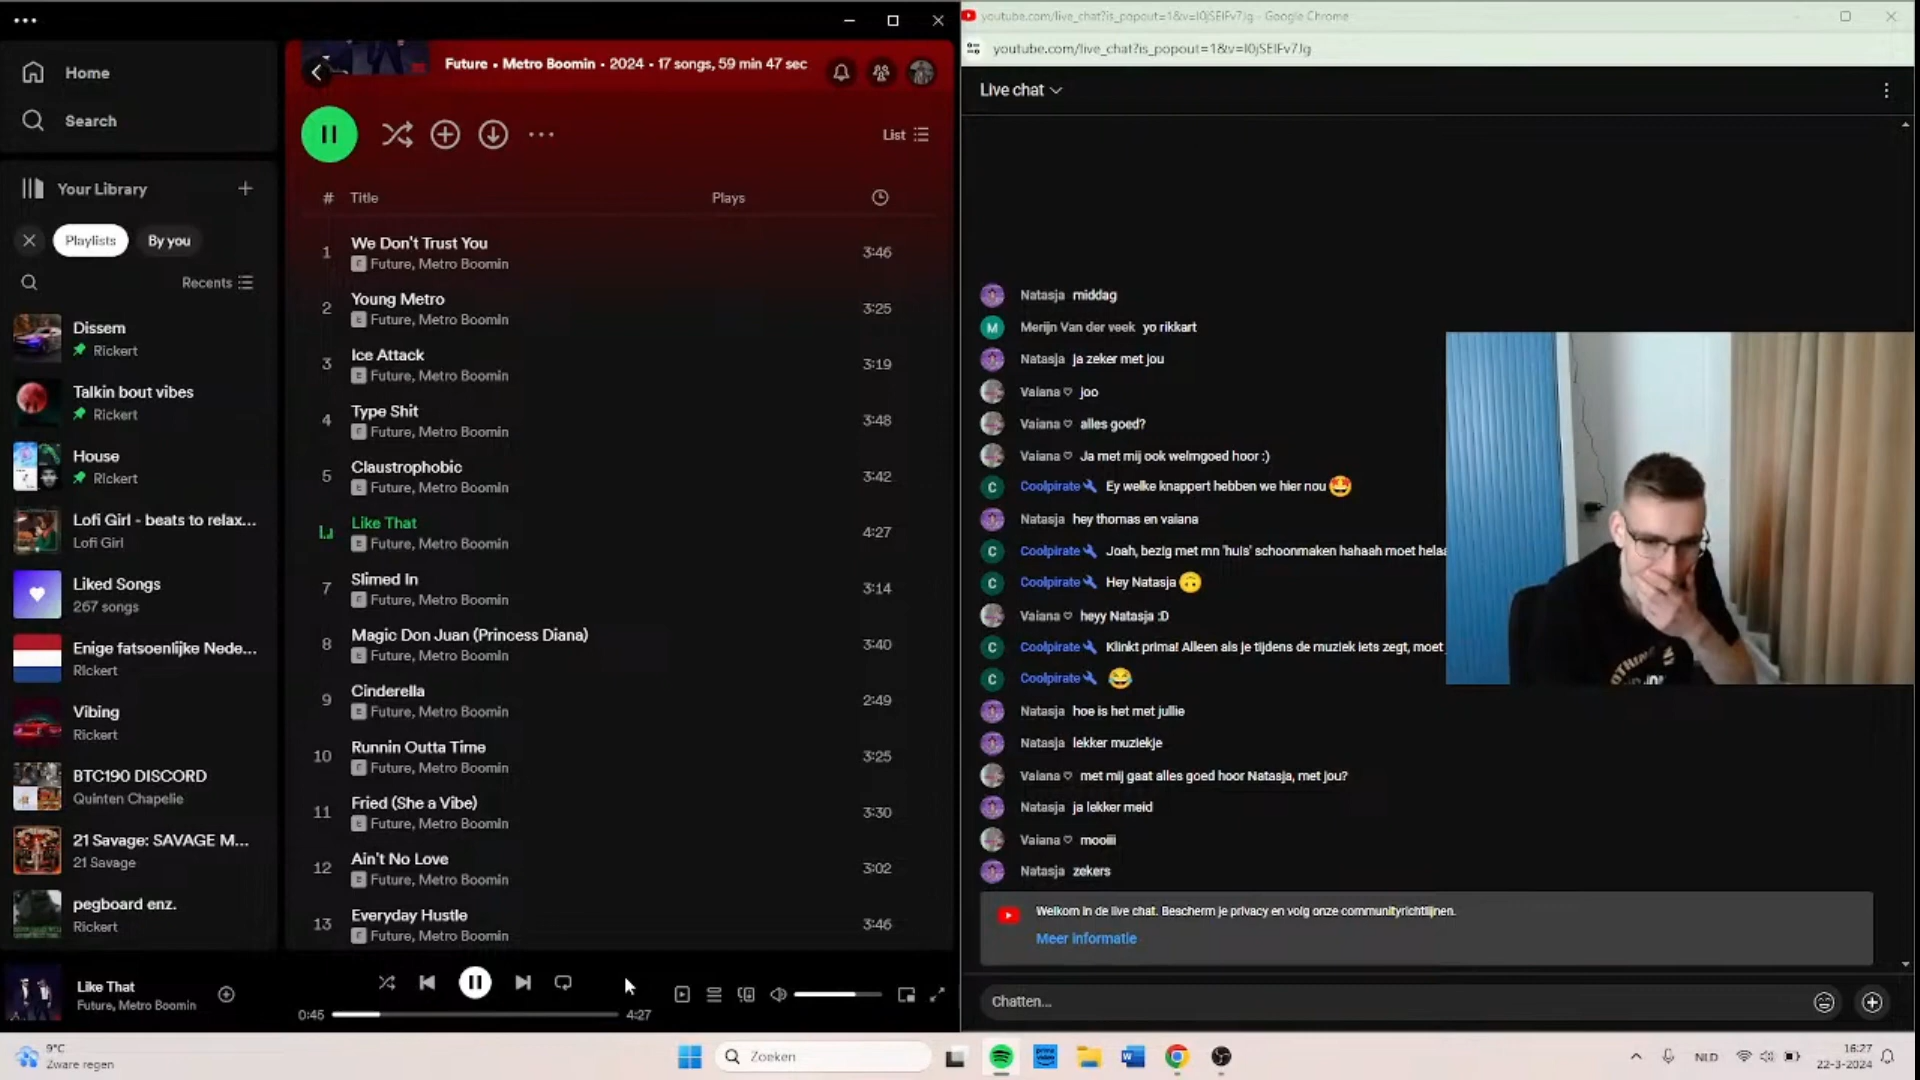 Home
Search
Your Library
Playlists
By you
Recents
Dissem
Rickert
Talkin bout vibes
Rickert
House
Rickert
Lofi Girl - beats to relax...
Lofi Girl
Liked Songs
267 songs
Enige fatsoenlijke Nede...
Rickert
Vibing
Rickert
BTC190 DISCORD
Quinten Chapelie
21 Savage: SAVAGE M...
21 Savage
pegboard enz.
Rickert
Future • Metro Boomin • 2024 • 17 songs, 59 min 47 sec
List
# Title Plays
1 We Don't Trust You 3:46
E Future, Metro Boomin
2 Young Metro 3:25
E Future, Metro Boomin
3 Ice Attack 3:19
E Future, Metro Boomin
4 Type Shit 3:48
E Future, Metro Boomin
5 Claustrophobic 3:42
E Future, Metro Boomin
Like That 4:27
E Future, Metro Boomin
7 Slimed In 3:14
E Future, Metro Boomin
8 Magic Don Juan (Princess Diana) 3:40
E Future, Metro Boomin
9 Cinderella 2:49
E Future, Metro Boomin
10 Runnin Outta Time 3:25
E Future, Metro Boomin
11 Fried (She a Vibe) 3:30
E Future, Metro Boomin
12 Ain't No Love 3:02
E Future, Metro Boomin
13 Everyday Hustle 3:46
E Future, Metro Boomin
Like That
Future, Metro Boomin
0:45 4:27
youtube.com/live_chat?is_popout=1&v=I0jSElFv7Jg - Google Chrome
youtube.com/live_chat?is_popout=1&v=I0jSElFv7Jg
Live chat
Natasja middag
M Merijn Van der veek yo rikkart
Natasja ja zeker met jou
Vaiana ♡ joo
Vaiana ♡ alles goed?
Vaiana ♡ Ja met mij ook welmgoed hoor :)
C Coolpirate Ey welke knappert hebben we hier nou 🤩
Natasja hey thomas en vaiana
C Coolpirate Joah, bezig met mn 'huis' schoonmaken hahaah moet hela
C Coolpirate Hey Natasja 🙃
Vaiana ♡ heyy Natasja :D
C Coolpirate Klinkt prima! Alleen als je tijdens de muziek iets zegt, moet
C Coolpirate 😂
Natasja hoe is het met jullie
Natasja lekker muziekje
Vaiana ♡ met mij gaat alles goed hoor Natasja, met jou?
Natasja ja lekker meid
Vaiana ♡ mooiii
Natasja zekers
Welkom in de live chat. Bescherm je privacy en volg onze communityrichtlijnen.
Meer informatie
Chatten...
9°C
Zware regen
Zoeken
prime video
W
NLD
16:27
22-3-2024